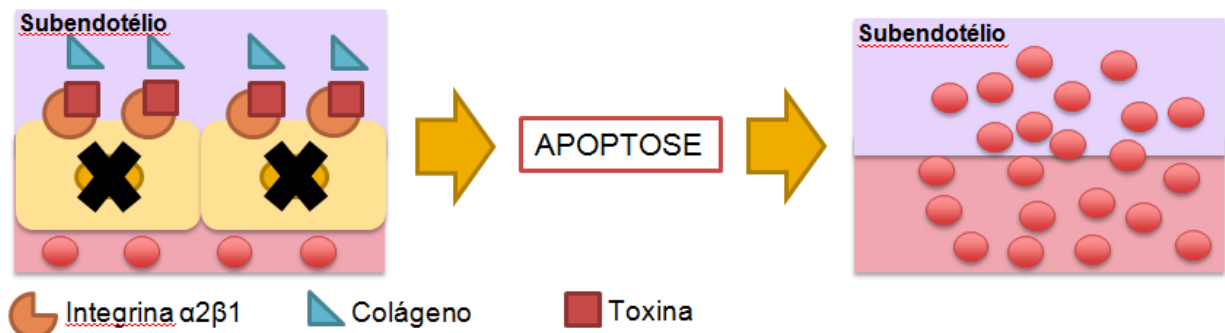 Subendotélio
Subendotélio
APOPTOSE
Integrina α2β1
Colágeno
Toxina